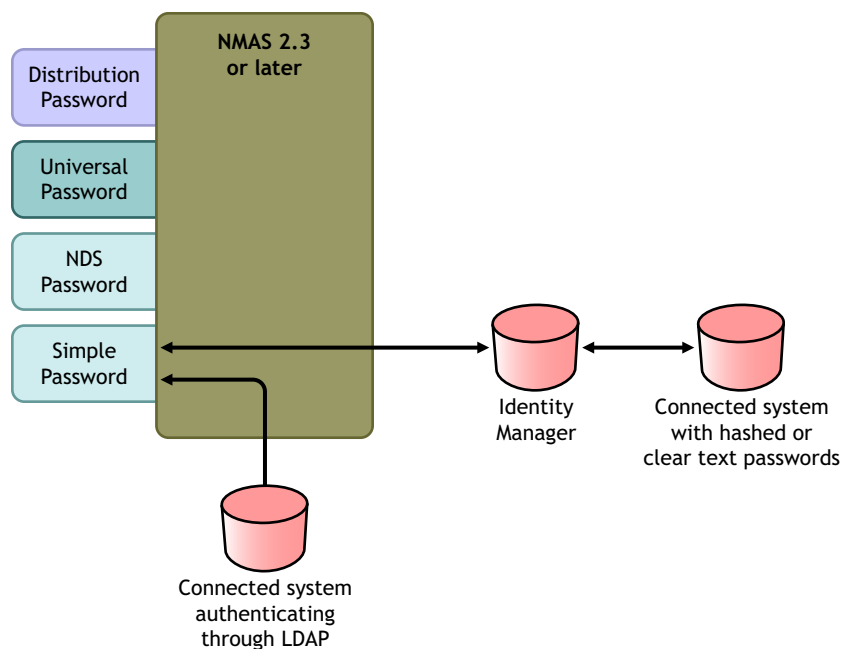 NMAS 2.3
or later
Distribution
Password
Universal
Password
NDS
Password
Simple
Password
Identity
Manager
Connected system
with hashed or
clear text passwords
Connected system
authenticating
through LDAP